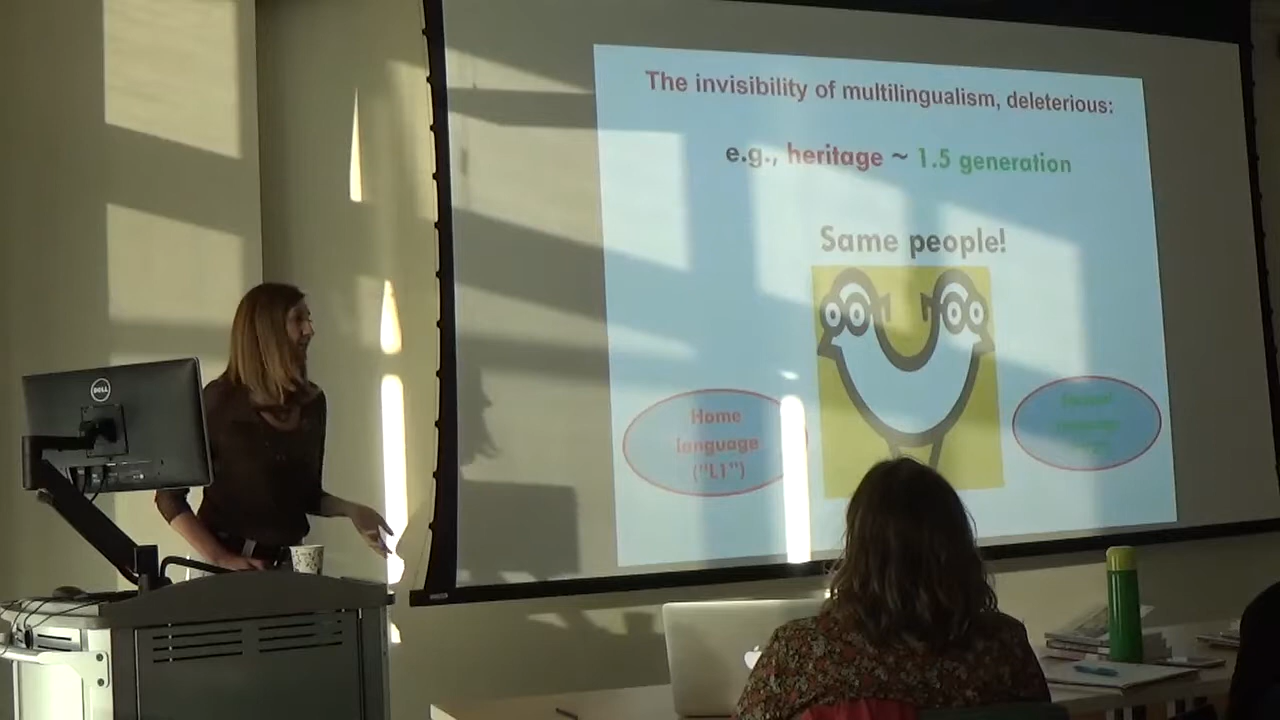 The invisibility of multilingualism, deleterious:
e.g., heritage ~ 1.5 generation
Same people!
Home
language
("L1")
DELL